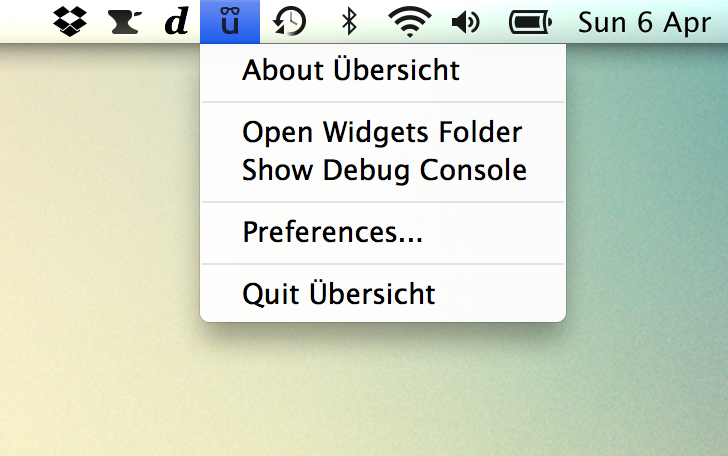 d ü Sun 6 Apr
About Übersicht
Open Widgets Folder
Show Debug Console
Preferences...
Quit Übersicht